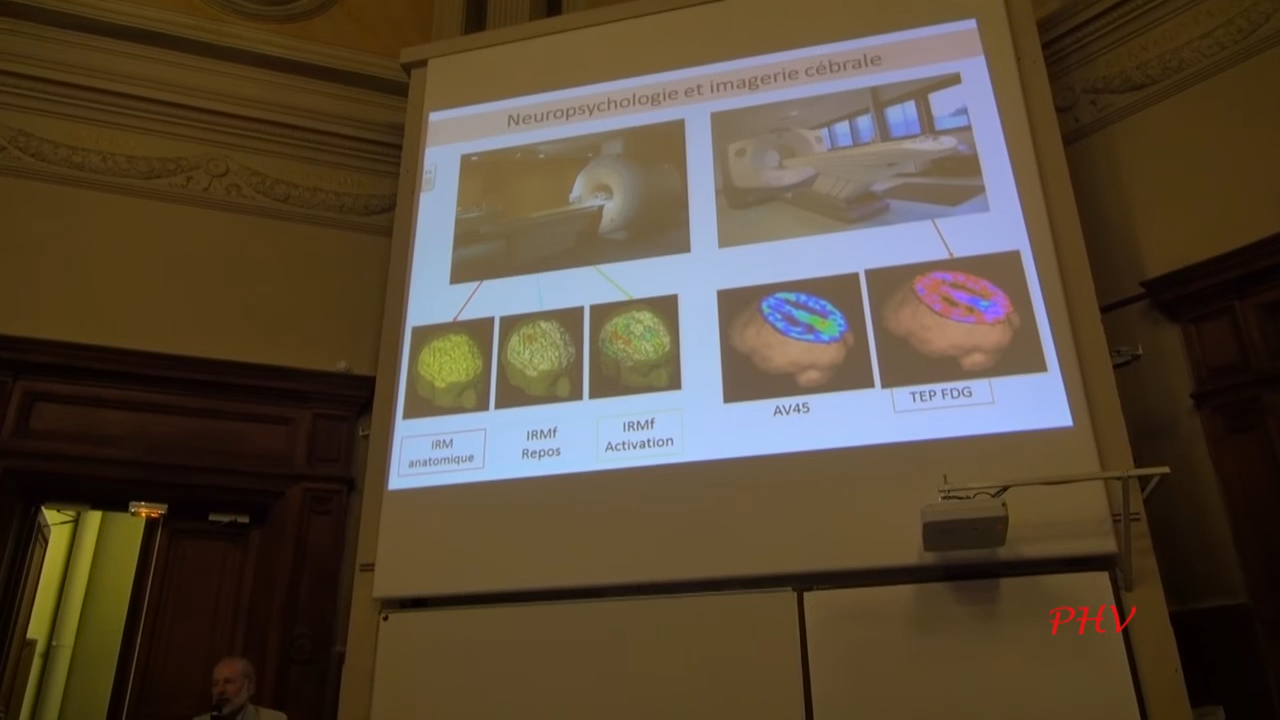 Neuropsychologie et imagerie cébrale
IRM
anatomique
IRMf
Repos
IRMf
Activation
AV45
TEP FDG
PHV